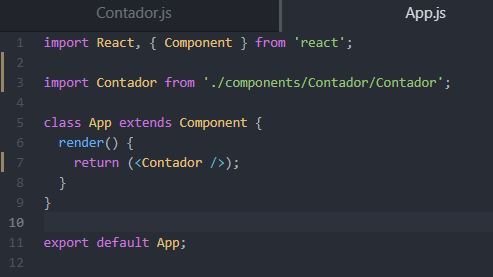 Contador.js App.js
1 import React, { Component } from 'react';
2
3 import Contador from './components/Contador/Contador';
4
5 class App extends Component {
6 render() {
7 return (<Contador />);
8 }
9 }
10
11 export default App;
12